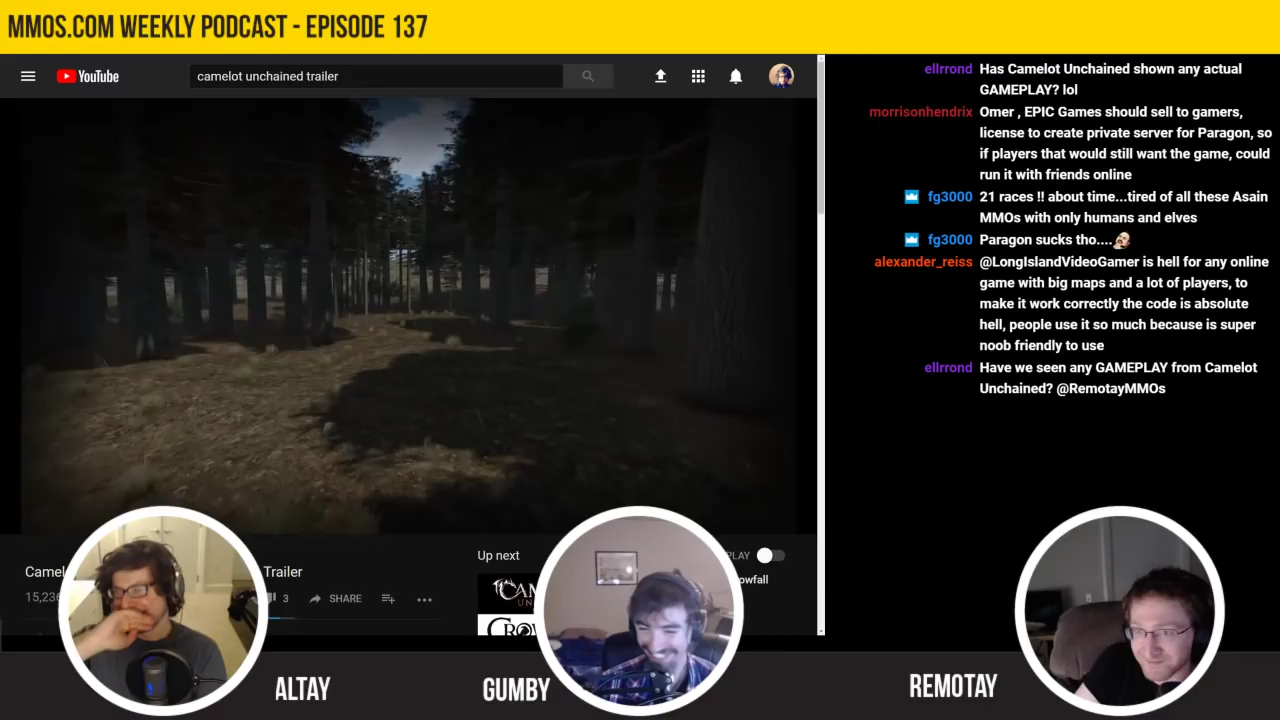 MMOS.COM WEEKLY PODCAST - EPISODE 137
YouTube
camelot unchained trailer
ellrrond Has Camelot Unchained shown any actual
GAMEPLAY? lol
morrisonhendrix Omer , EPIC Games should sell to gamers,
license to create private server for Paragon, so
if players that would still want the game, could
run it with friends online
fg3000 21 races !! about time...tired of all these Asain
MMOs with only humans and elves
fg3000 Paragon sucks tho....
alexander_reiss @LongIslandVideoGamer is hell for any online
game with big maps and a lot of players, to
make it work correctly the code is absolute
hell, people use it so much because is super
noob friendly to use
ellrrond Have we seen any GAMEPLAY from Camelot
Unchained? @RemotayMMOs
Up next
PLAY
Camel
Trailer
15,236
3 SHARE
CAM
UN
CRO
owfall
ALTAY
GUMBY
REMOTAY